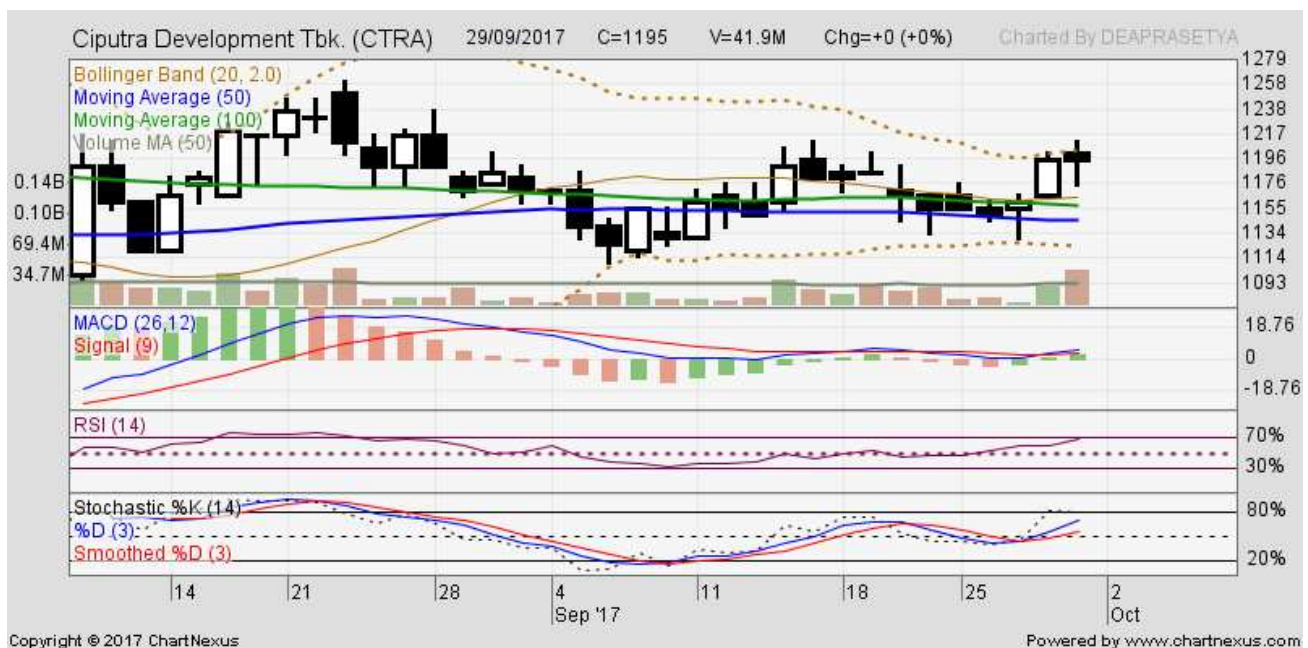 Ciputra Development Tbk. (CTRA) 29/09/2017 C=1195 V=41.9M Chg=+0 (+0%) Charted By DEAPRASETYA
Bollinger Band (20, 2.0)
Moving Average (50)
Moving Average (100)
Volume MA (50)
0.14B
0.10B
69.4M
34.7M
1279
1258
1238
1217
1196
1176
1155
1134
1114
1093
MACD (26,12)
Signal (9)
18.76
0
-18.76
RSI (14)
70%
30%
Stochastic %K (14)
%D (3)
Smoothed %D (3)
80%
20%
14 21 28 4 11 18 25 2
Sep '17 Oct
Copyright © 2017 ChartNexus Powered by www.chartnexus.com